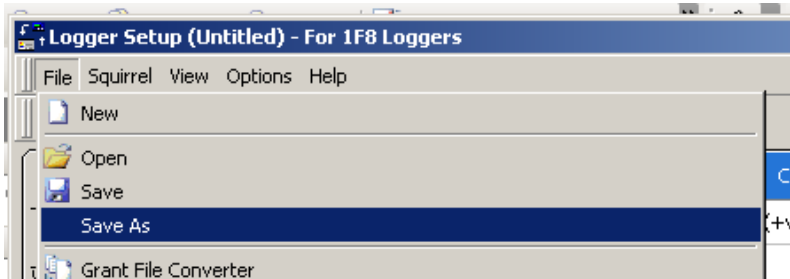 Logger Setup (Untitled) - For 1F8 Loggers
File Squirrel View Options Help
New
Open
Save
Save As
Grant File Converter